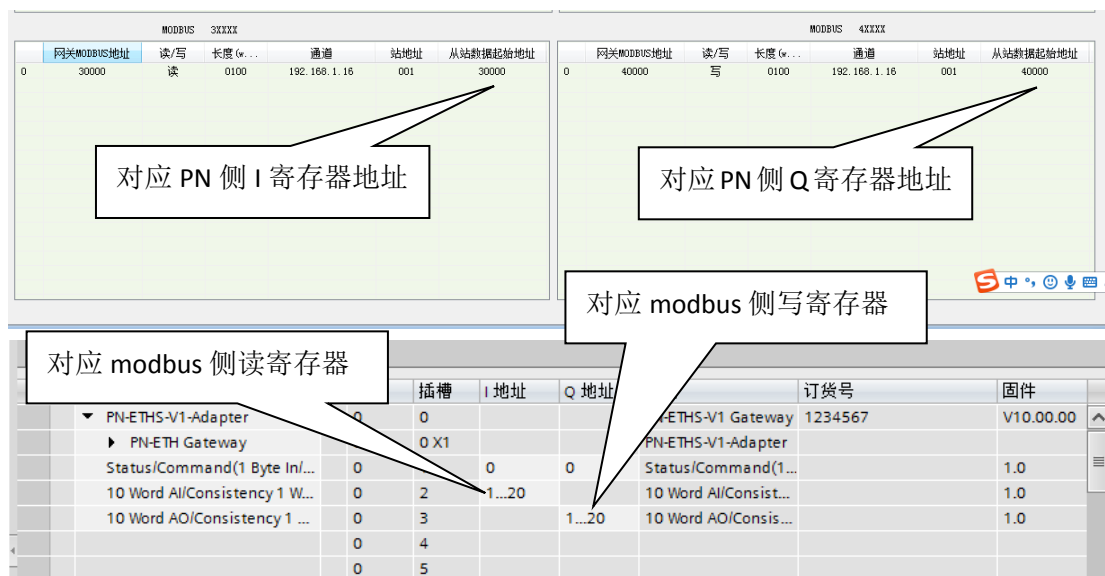 MODBUS 3XXXX
网关MODBUS地址 读/写 长度(w... 通道 站地址 从站数据起始地址
0 30000 读 0100 192.168.1.16 001 30000
对应 PN 侧 I 寄存器地址
MODBUS 4XXXX
网关MODBUS地址 读/写 长度(w... 通道 站地址 从站数据起始地址
0 40000 写 0100 192.168.1.16 001 40000
对应 PN 侧 Q 寄存器地址
中
对应 modbus 侧写寄存器
对应 modbus 侧读寄存器
插槽 I 地址 Q 地址 订货号 固件
PN-ETHS-V1-Adapter 0 0 PN-ETHS-V1 Gateway 1234567 V10.00.00
PN-ETH Gateway 0 X1 PN-ETHS-V1-Adapter
Status/Command(1 Byte In/... 0 0 0 Status/Command(1... 1.0
10 Word AI/Consistency 1 W... 0 2 1...20 10 Word AI/Consist... 1.0
10 Word AO/Consistency 1 ... 0 3 1...20 10 Word AO/Consis... 1.0
0 4
0 5